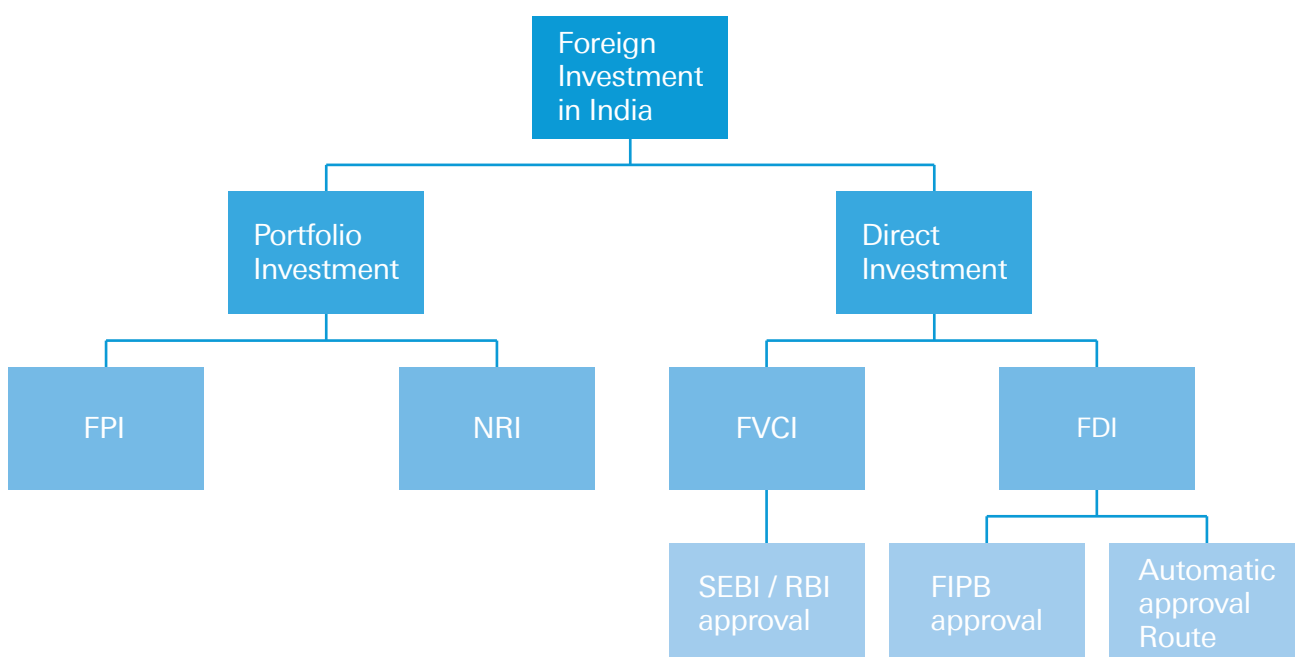 Foreign
Investment
in India
Portfolio
Investment
Direct
Investment
FPI
NRI
FVCI
FDI
SEBI / RBI
approval
FIPB
approval
Automatic
approval
Route